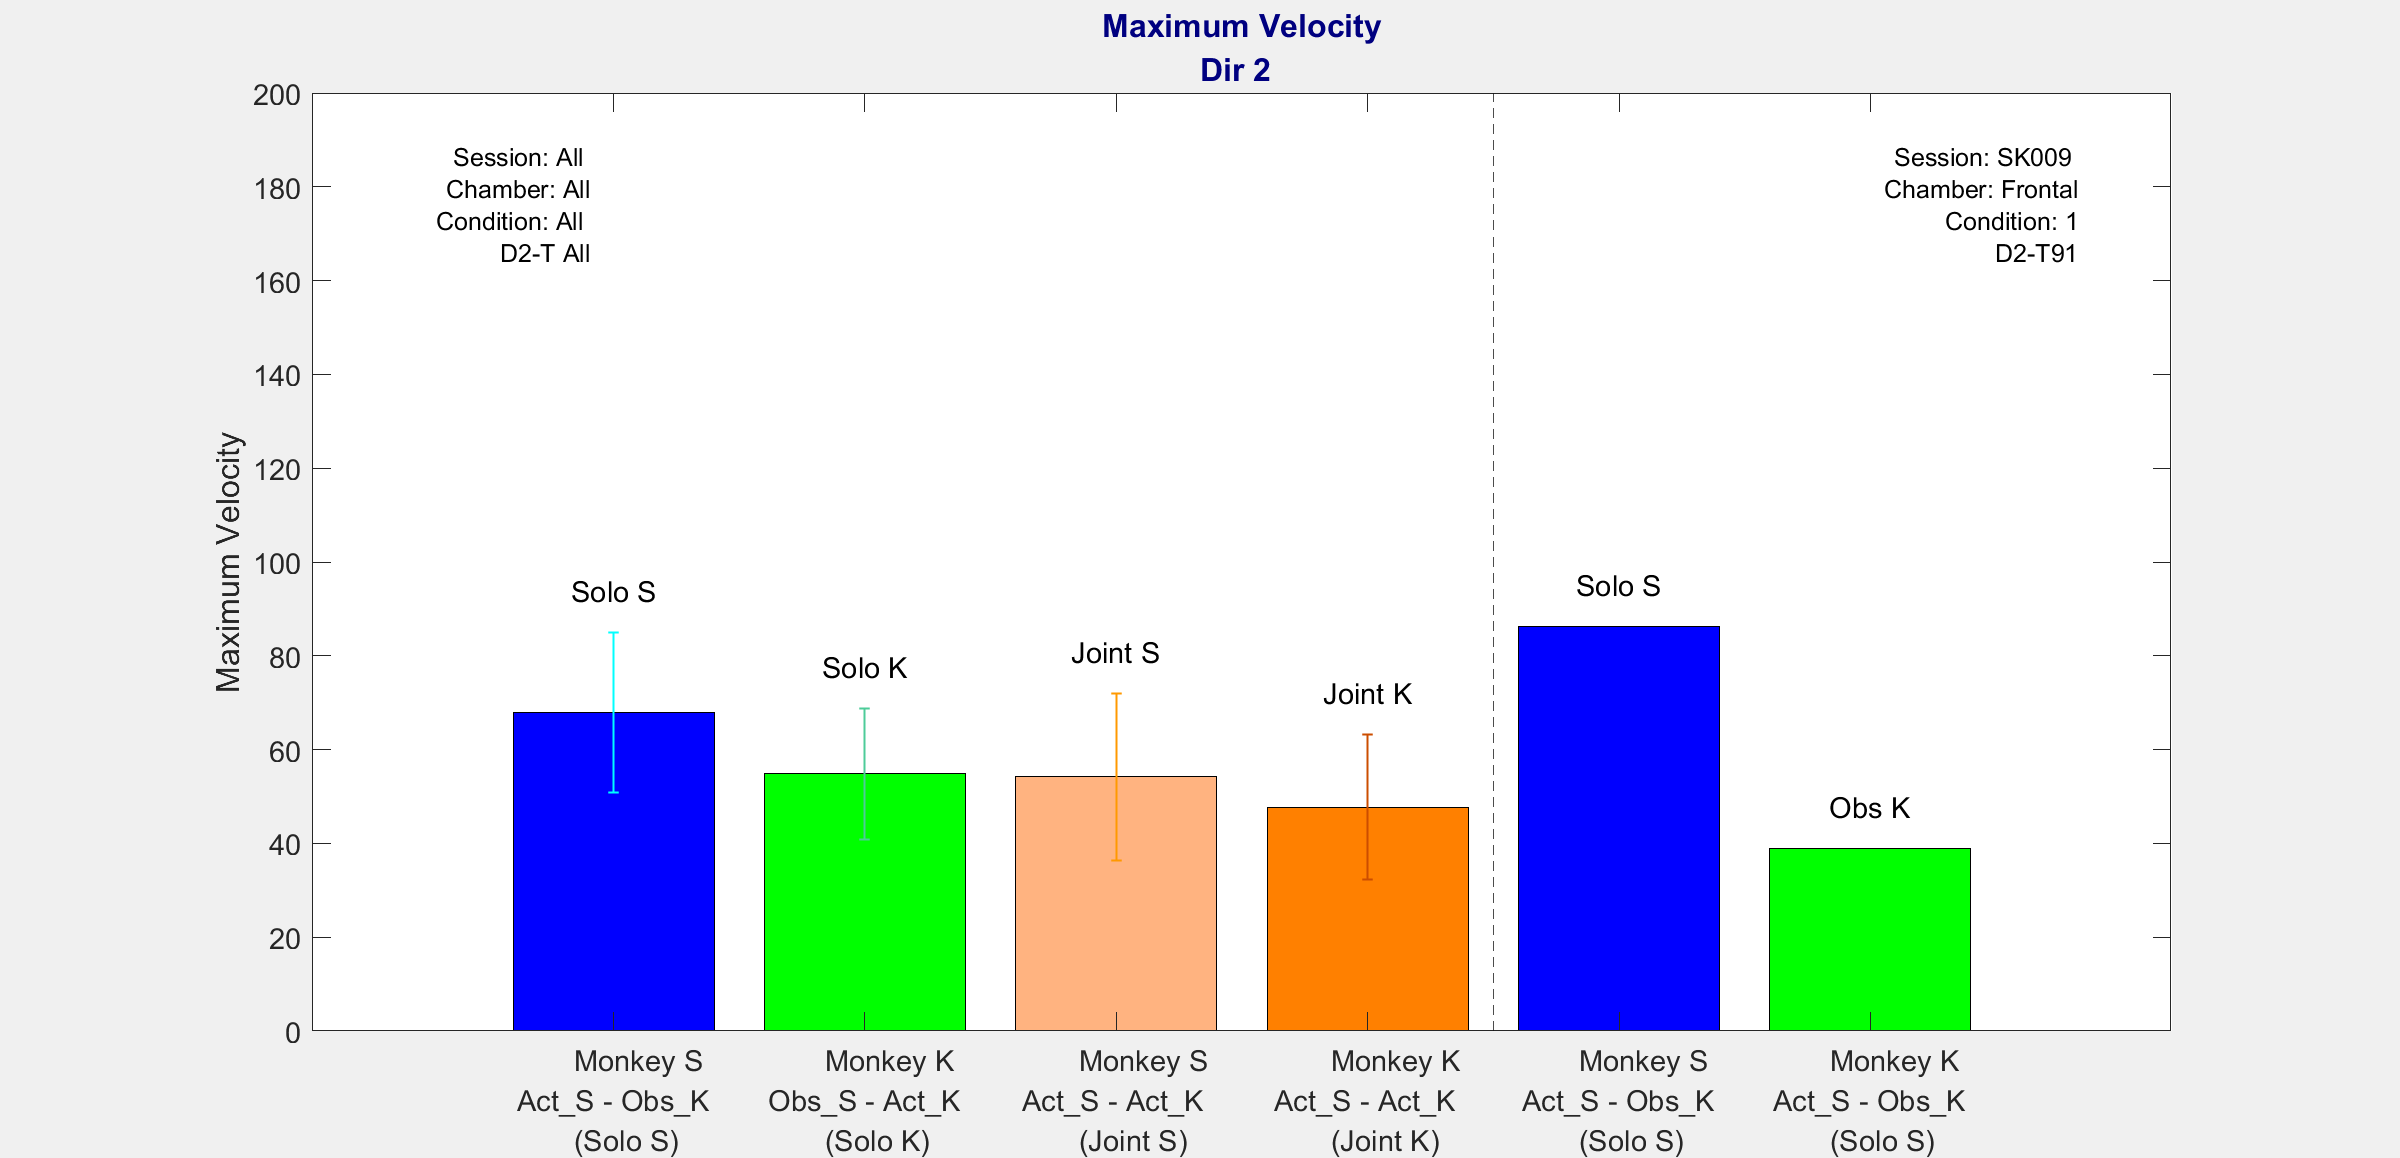 Maximum Velocity
Dir 2
Session: All
Chamber: All
Condition: All
D2-T All
Session: SK009
Chamber: Frontal
Condition: 1
D2-T91
Maximum Velocity
200
180
160
140
120
100
80
60
40
20
0
Solo S
Solo K
Joint S
Joint K
Solo S
Obs K
Monkey S
Act_S - Obs_K
(Solo S)
Monkey K
Obs_S - Act_K
(Solo K)
Monkey S
Act_S - Act_K
(Joint S)
Monkey K
Act_S - Act_K
(Joint K)
Monkey S
Act_S - Obs_K
(Solo S)
Monkey K
Act_S - Obs_K
(Solo S)